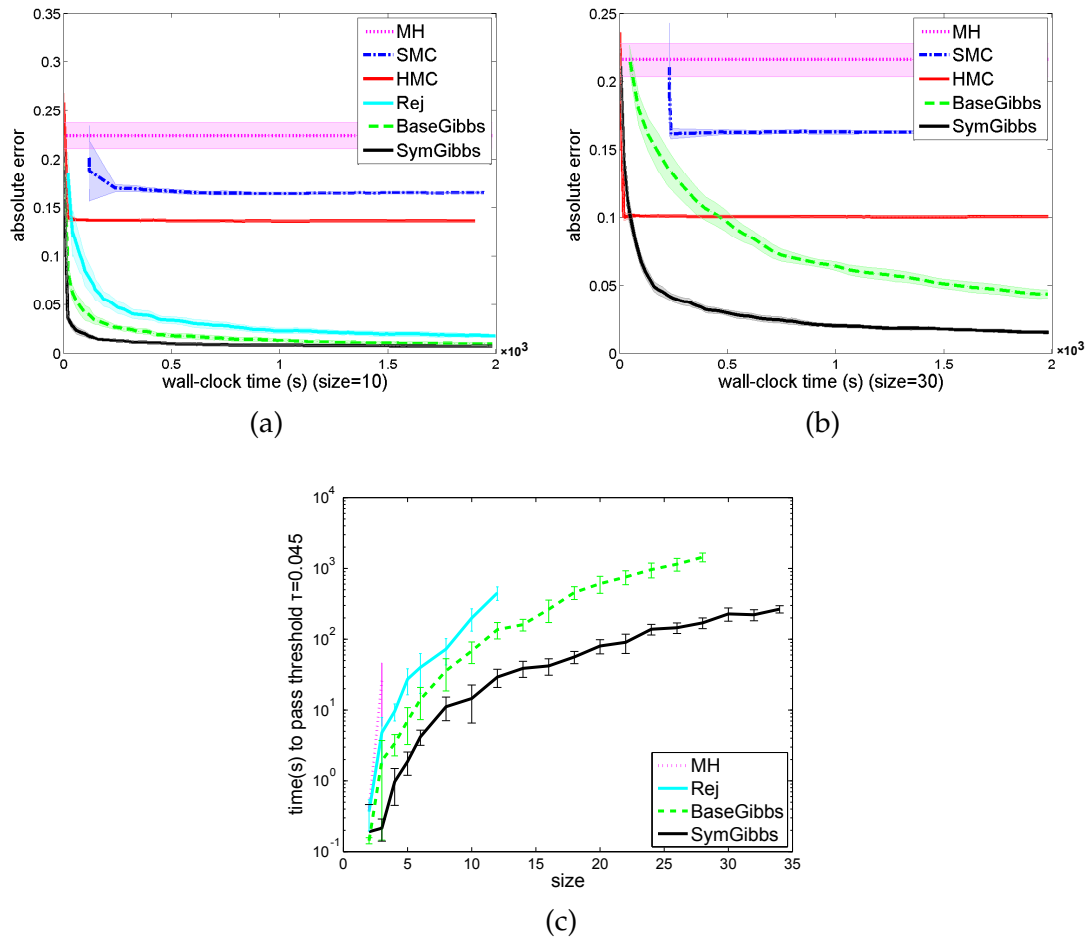 0.35
0.3
0.25
0.2
0.15
0.1
0.05
0
absolute error
0 0.5 1 1.5 2
×10³
wall-clock time (s) (size=10)
MH
SMC
HMC
Rej
BaseGibbs
SymGibbs
(a)
0.25
0.2
0.15
0.1
0.05
0
absolute error
0 0.5 1 1.5 2
×10³
wall-clock time (s) (size=30)
MH
SMC
HMC
BaseGibbs
SymGibbs
(b)
10⁴
10³
10²
10¹
10⁰
10⁻¹
time(s) to pass threshold τ=0.045
0 5 10 15 20 25 30 35
size
MH
Rej
BaseGibbs
SymGibbs
(c)